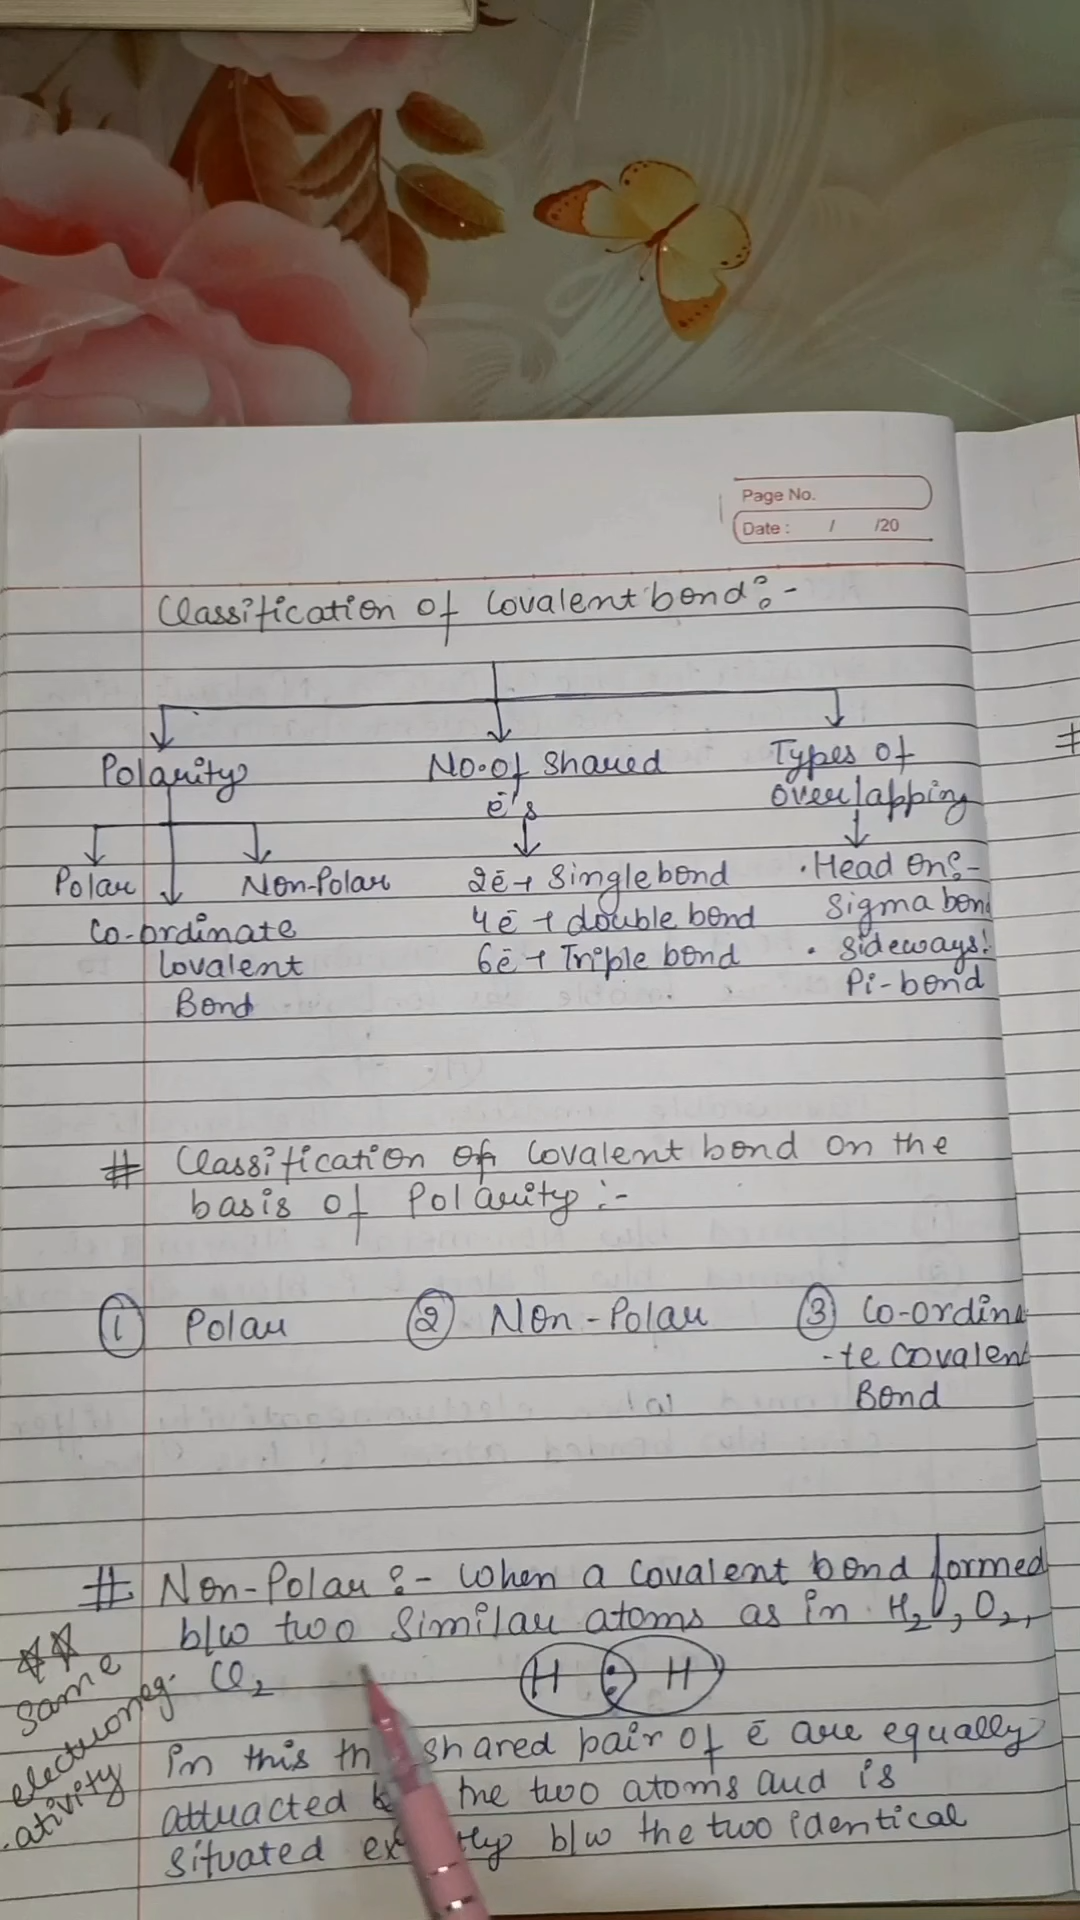 Page No.
Date : / /20
Classification of Covalent bond :-
Polarity No. of Shared Types of
ē's overlapping
Polar Non-Polar 2ē → Single bond · Head On :-
Co-ordinate 4ē → double bond Sigma bond
Covalent 6ē → Triple bond · Sideways :
Bond Pi-bond
# Classification of Covalent bond on the
basis of Polarity :-
① Polar ② Non-Polar ③ Co-ordina
-te Covalent
Bond
# Non-Polar :- When a Covalent bond formed
b/w two Similar atoms as in H₂, O₂,
Cl₂ H : H
Same
electroneg.
ativity
in this shared pair of ē are equally
attracted the two atoms and is
situated b/w the two identical